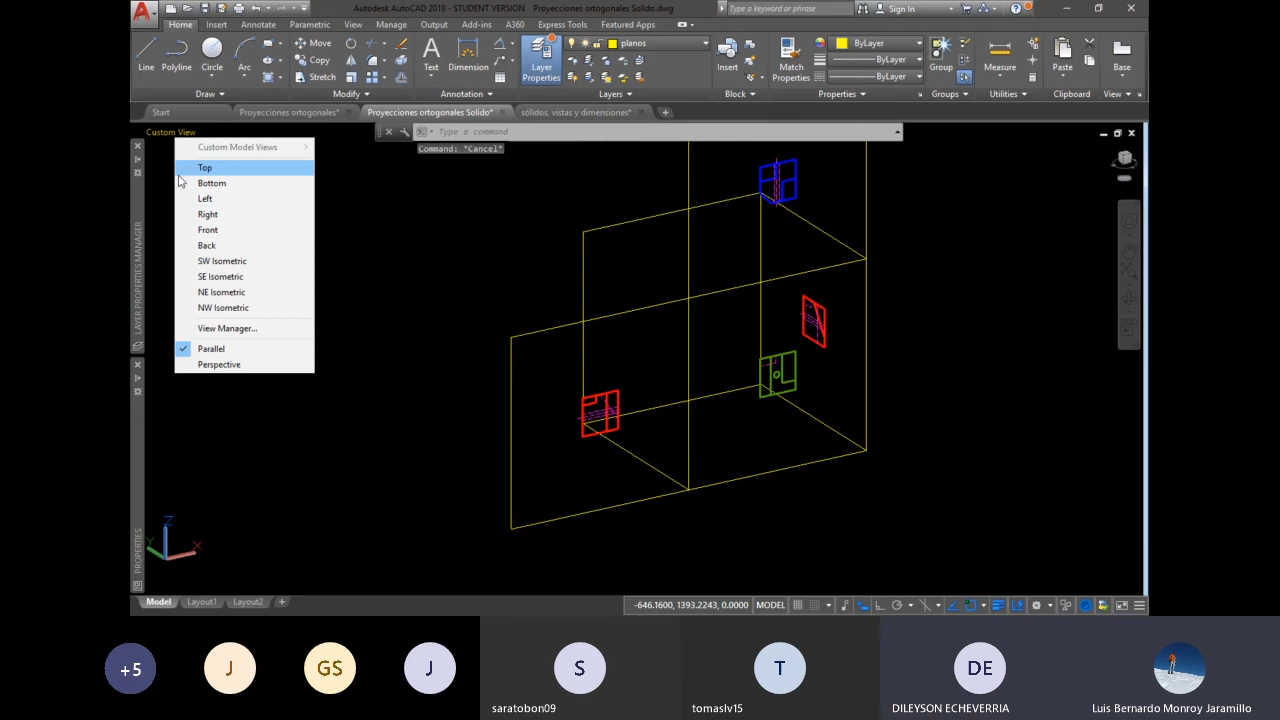 Autodesk AutoCAD 2018 - STUDENT VERSION Proyecciones ortogonales Solido.dwg
Type a keyword or phrase
Sign In
Home Insert Annotate Parametric View Manage Output Add-ins A360 Express Tools Featured Apps
Line Polyline Circle Arc
Draw
Move
Copy
Stretch
Modify
Text Dimension
Annotation
Layer Properties
planos
Layers
Insert
Block
Match Properties
ByLayer
ByLayer
ByLayer
Properties
Group
Groups
Measure
Utilities
Paste
Clipboard
Base
View
Start Proyecciones ortogonales* Proyecciones ortogonales Solido* sólidos, vistas y dimensiones*
Custom View
Type a command
Command: *Cancel*
Custom Model Views
Top
Bottom
Left
Right
Front
Back
SW Isometric
SE Isometric
NE Isometric
NW Isometric
View Manager...
Parallel
Perspective
LAYER PROPERTIES MANAGER
PROPERTIES
Z
Y
X
Model Layout1 Layout2
-646.1600, 1393.2243, 0.0000 MODEL
+5
J
GS
J
S
saratobon09
T
tomaslv15
DE
DILEYSON ECHEVERRIA
Luis Bernardo Monroy Jaramillo